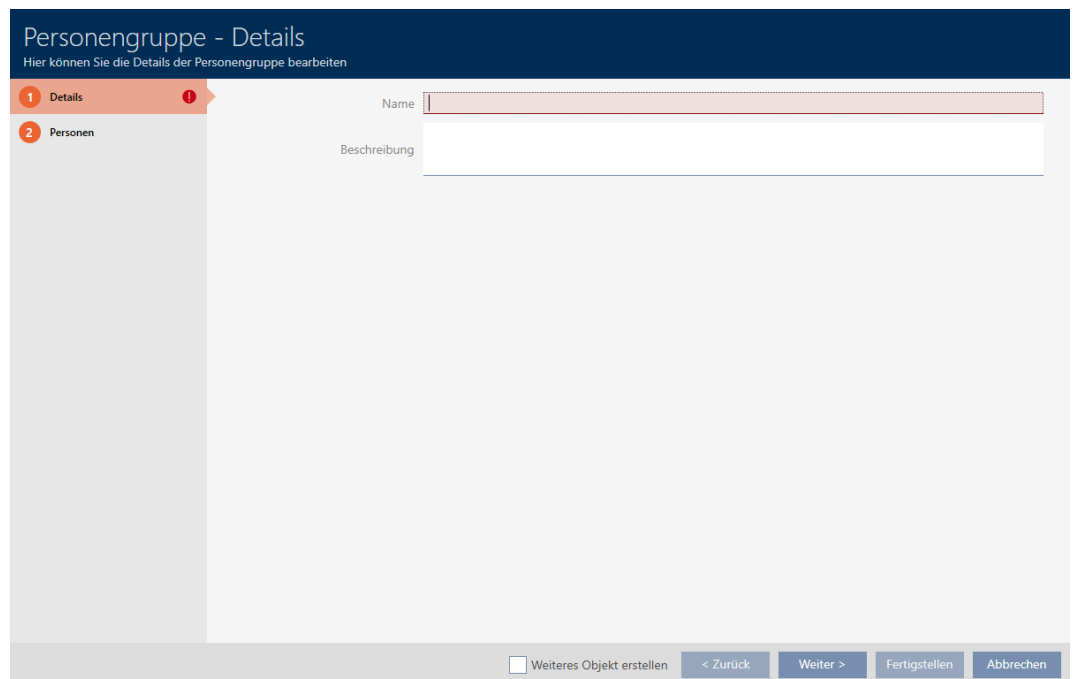 Personengruppe - Details
Hier können Sie die Details der Personengruppe bearbeiten
1 Details !
2 Personen
Name
Beschreibung
Weiteres Objekt erstellen < Zurück Weiter > Fertigstellen Abbrechen